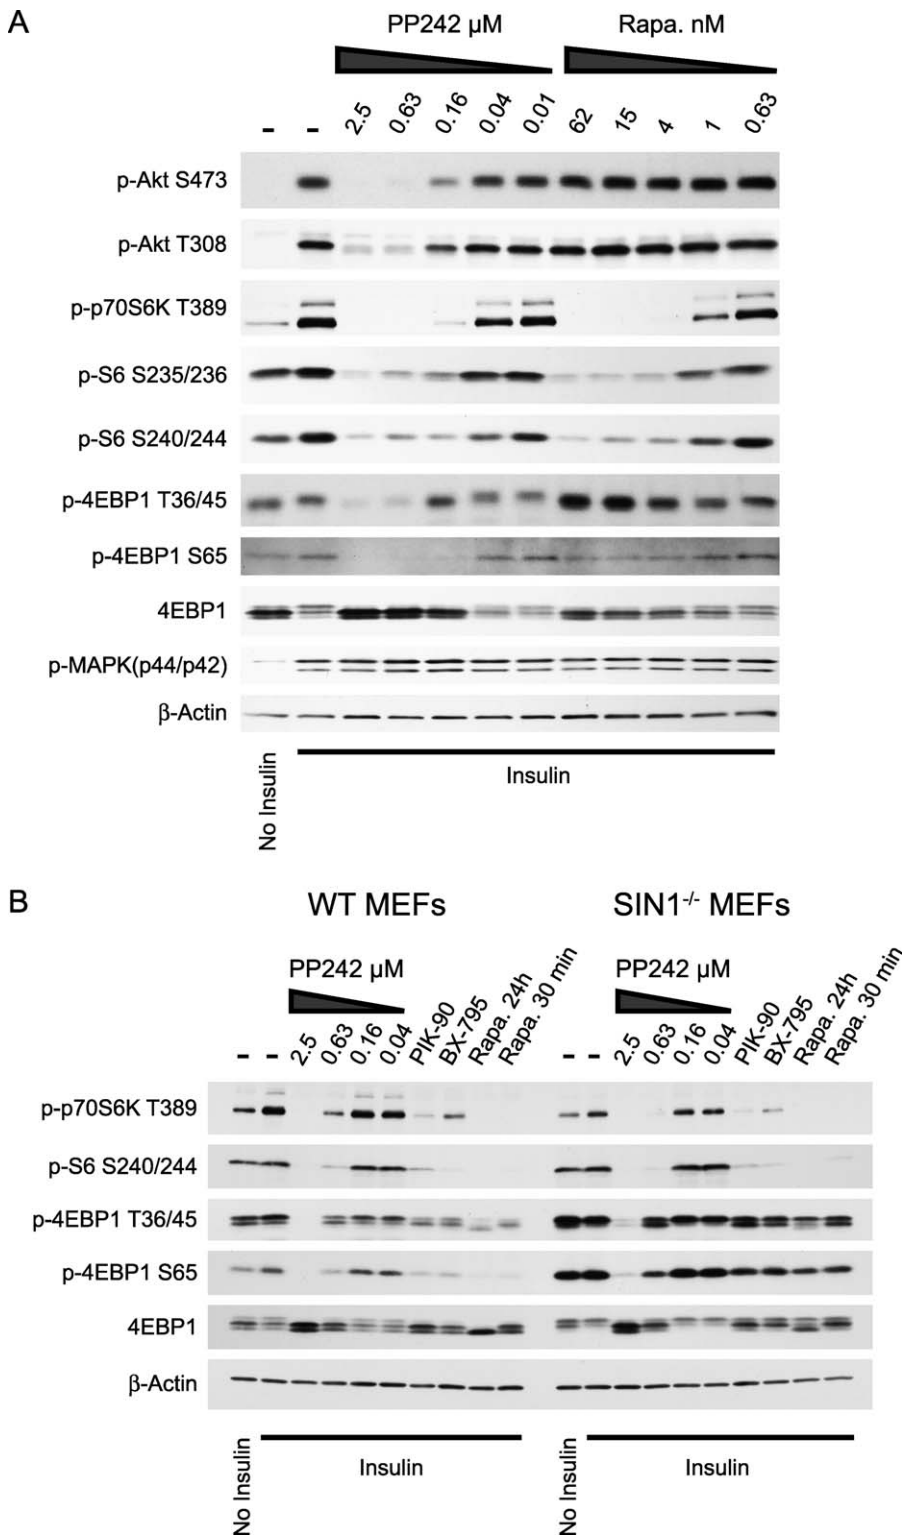 A
PP242 µM
Rapa. nM
- - 2.5 0.63 0.16 0.04 0.01 62 15 4 1 0.63
p-Akt S473
p-Akt T308
p-p70S6K T389
p-S6 S235/236
p-S6 S240/244
p-4EBP1 T36/45
p-4EBP1 S65
4EBP1
p-MAPK(p44/p42)
β-Actin
No Insulin
Insulin
B
WT MEFs
SIN1-/- MEFs
PP242 µM
PP242 µM
- - 2.5 0.63 0.16 0.04 PIK-90 BX-795 Rapa. 24h Rapa. 30 min
- - 2.5 0.63 0.16 0.04 PIK-90 BX-795 Rapa. 24h Rapa. 30 min
p-p70S6K T389
p-S6 S240/244
p-4EBP1 T36/45
p-4EBP1 S65
4EBP1
β-Actin
No Insulin
Insulin
No Insulin
Insulin